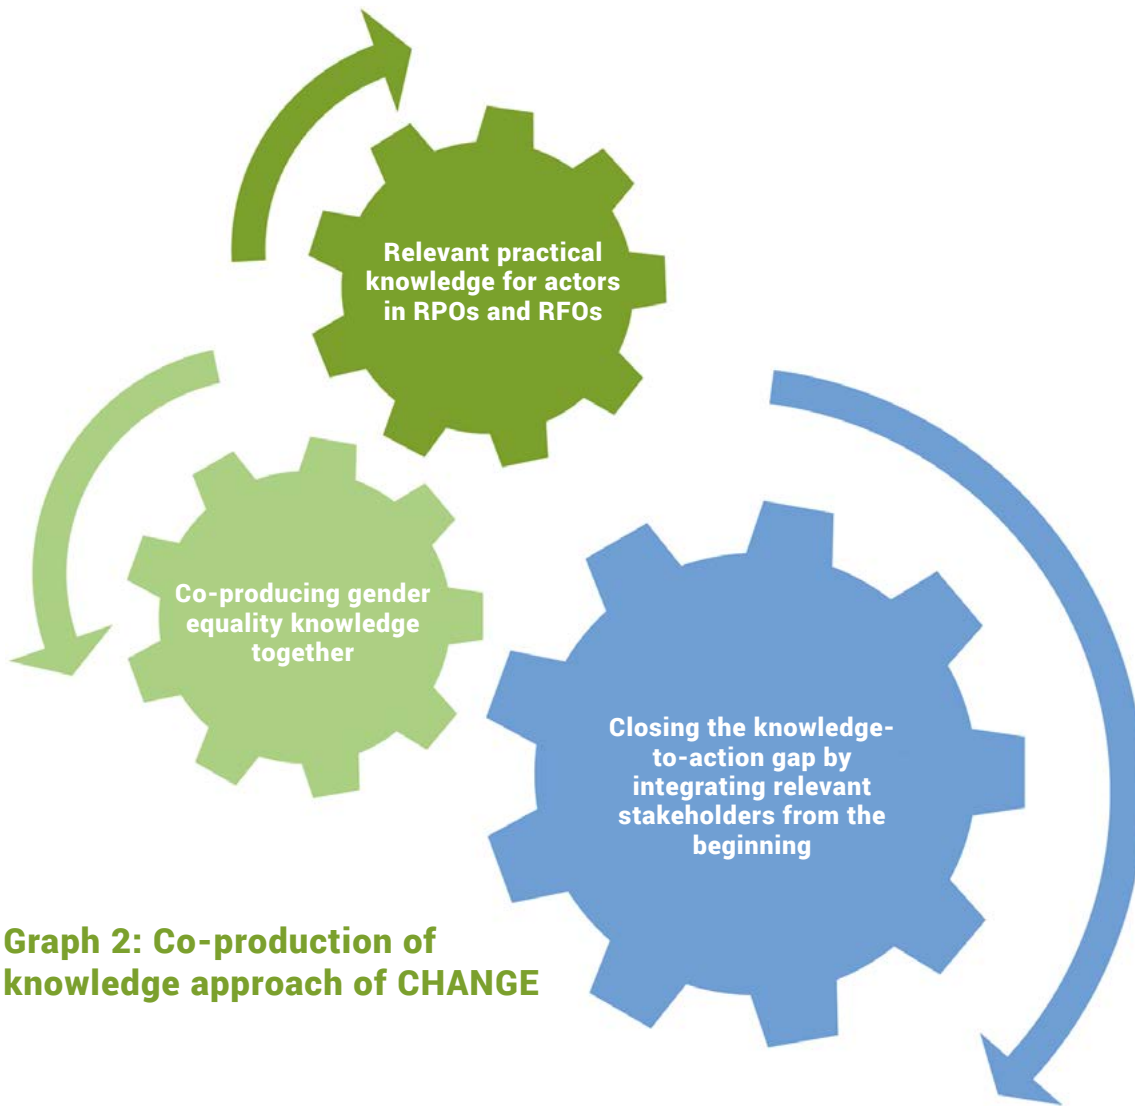 Relevant practical
knowledge for actors
in RPOs and RFOs
Co-producing gender
equality knowledge
together
Closing the knowledge-
to-action gap by
integrating relevant
stakeholders from the
beginning
Graph 2: Co-production of
knowledge approach of CHANGE